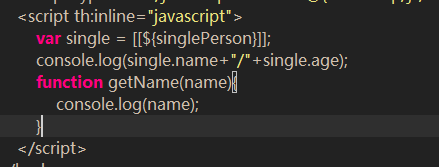 <script th:inline="javascript">
var single = [[${singlePerson}]];
console.log(single.name+"/"+single.age);
function getName(name){
console.log(name);
}
</script>